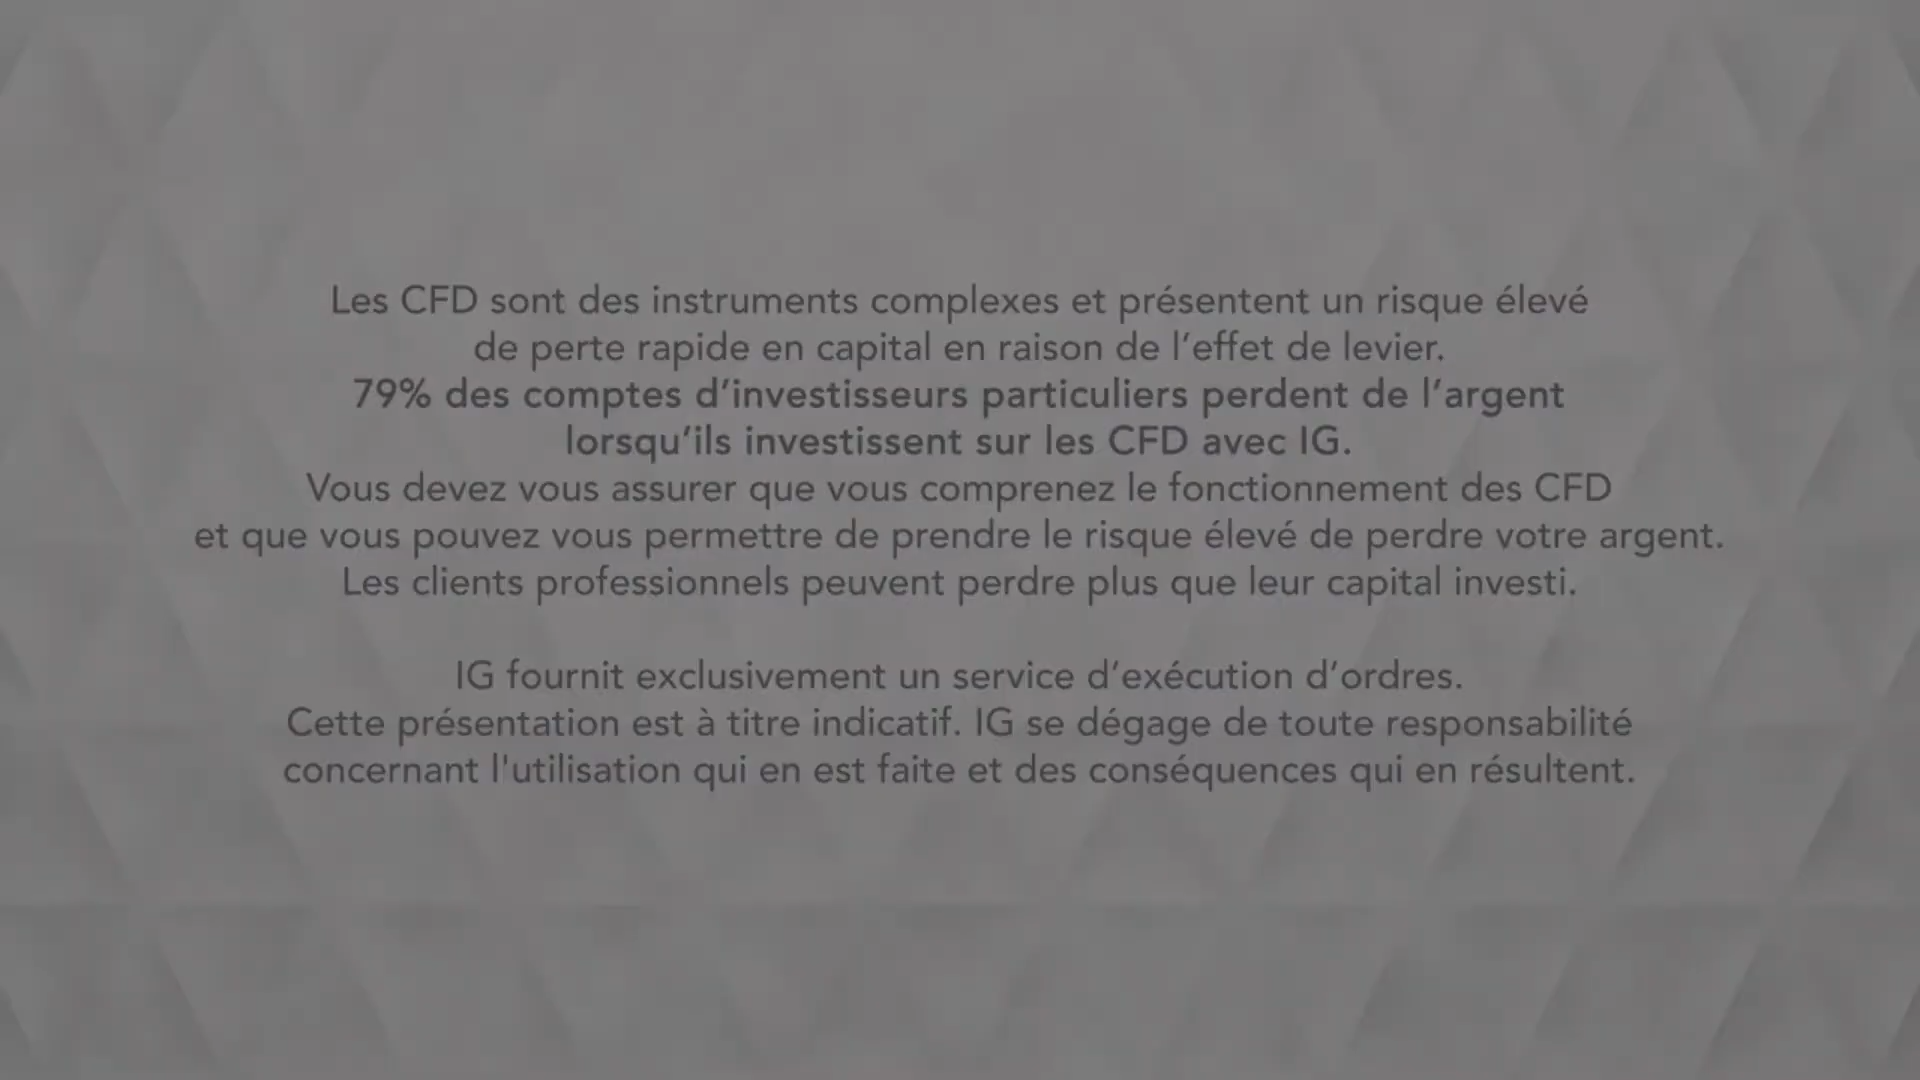 Les CFD sont des instruments complexes et présentent un risque élevé
de perte rapide en capital en raison de l’effet de levier.
79% des comptes d’investisseurs particuliers perdent de l’argent
lorsqu’ils investissent sur les CFD avec IG.
Vous devez vous assurer que vous comprenez le fonctionnement des CFD
et que vous pouvez vous permettre de prendre le risque élevé de perdre votre argent.
Les clients professionnels peuvent perdre plus que leur capital investi.
IG fournit exclusivement un service d’exécution d’ordres.
Cette présentation est à titre indicatif. IG se dégage de toute responsabilité
concernant l'utilisation qui en est faite et des conséquences qui en résultent.